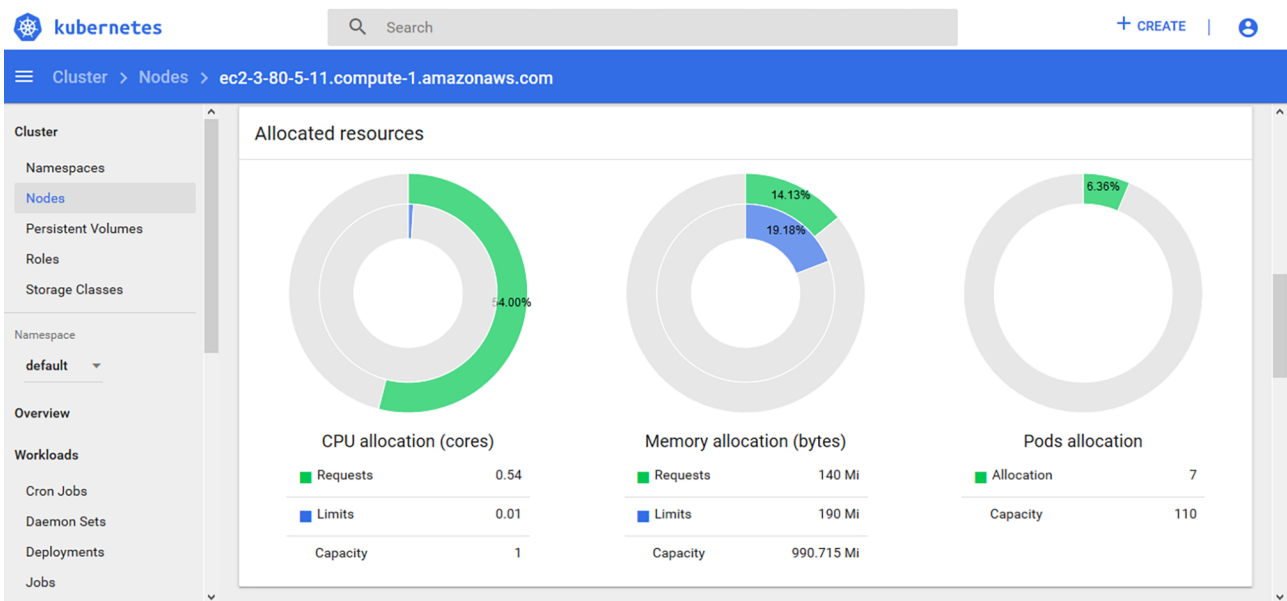 kubernetes
Search
+ CREATE |
Cluster > Nodes > ec2-3-80-5-11.compute-1.amazonaws.com
Cluster
Namespaces
Nodes
Persistent Volumes
Roles
Storage Classes
Namespace
default
Overview
Workloads
Cron Jobs
Daemon Sets
Deployments
Jobs
Allocated resources
54.00%
CPU allocation (cores)
Requests 0.54
Limits 0.01
Capacity 1
14.13%
19.18%
Memory allocation (bytes)
Requests 140 Mi
Limits 190 Mi
Capacity 990.715 Mi
6.36%
Pods allocation
Allocation 7
Capacity 110